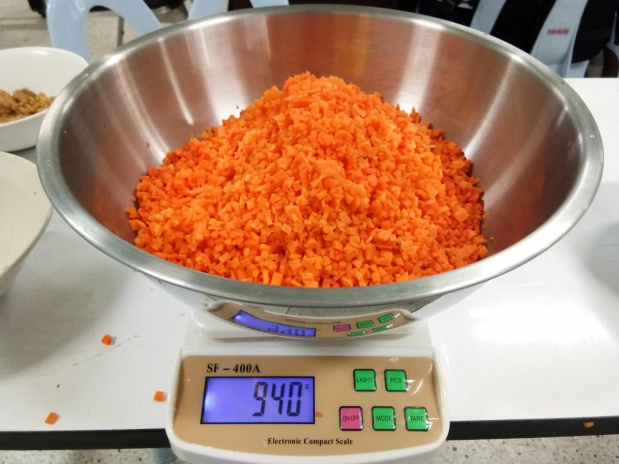 SF-400A
940
LIGHT PCS
ON/OFF MODE TARE
Electronic Compact Scale